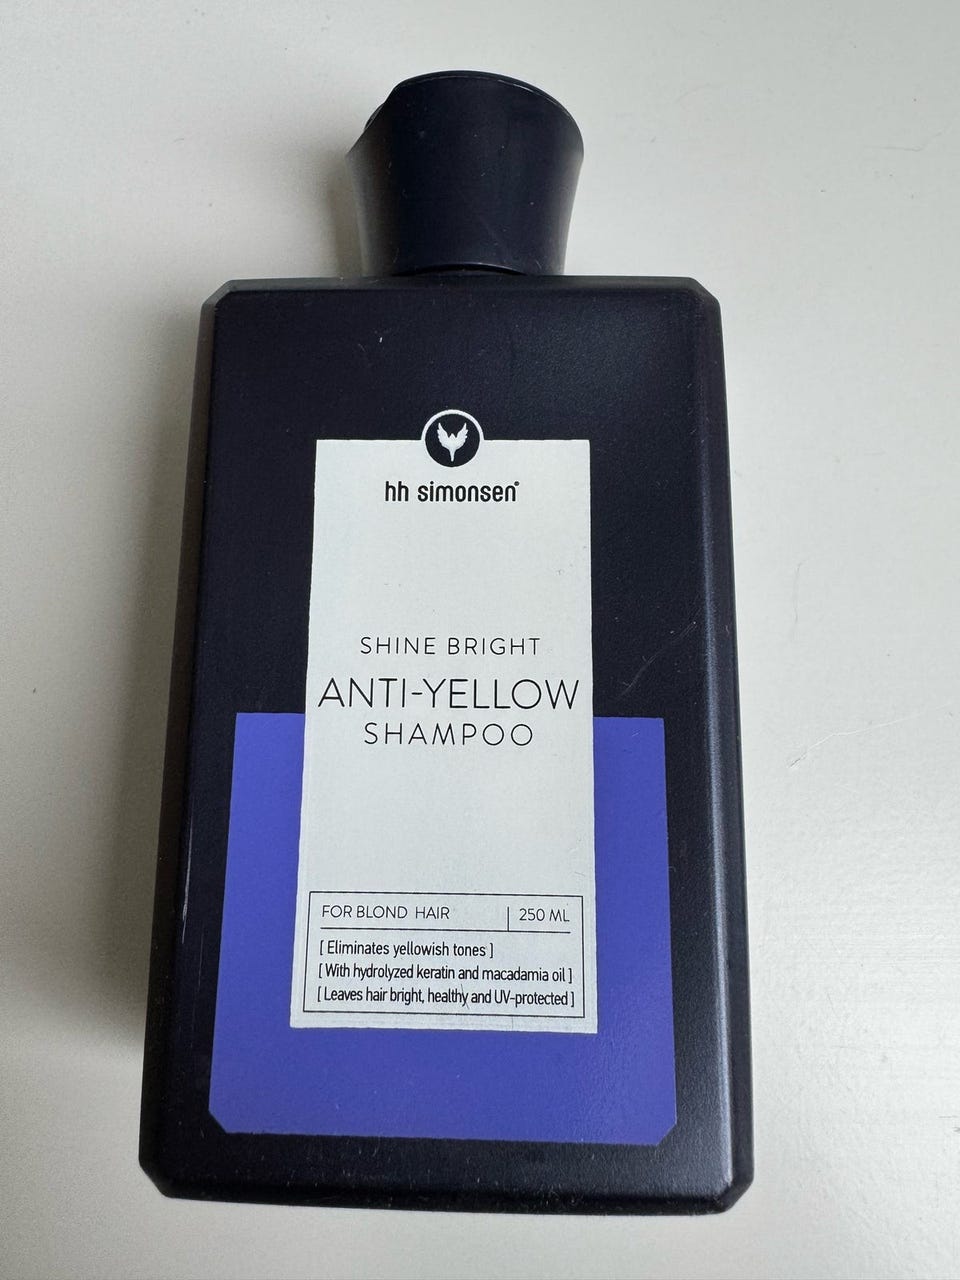 hh simonsen®
SHINE BRIGHT
ANTI-YELLOW
SHAMPOO
FOR BLOND HAIR | 250 ML
[ Eliminates yellowish tones ]
[ With hydrolyzed keratin and macadamia oil ]
[ Leaves hair bright, healthy and UV-protected ]